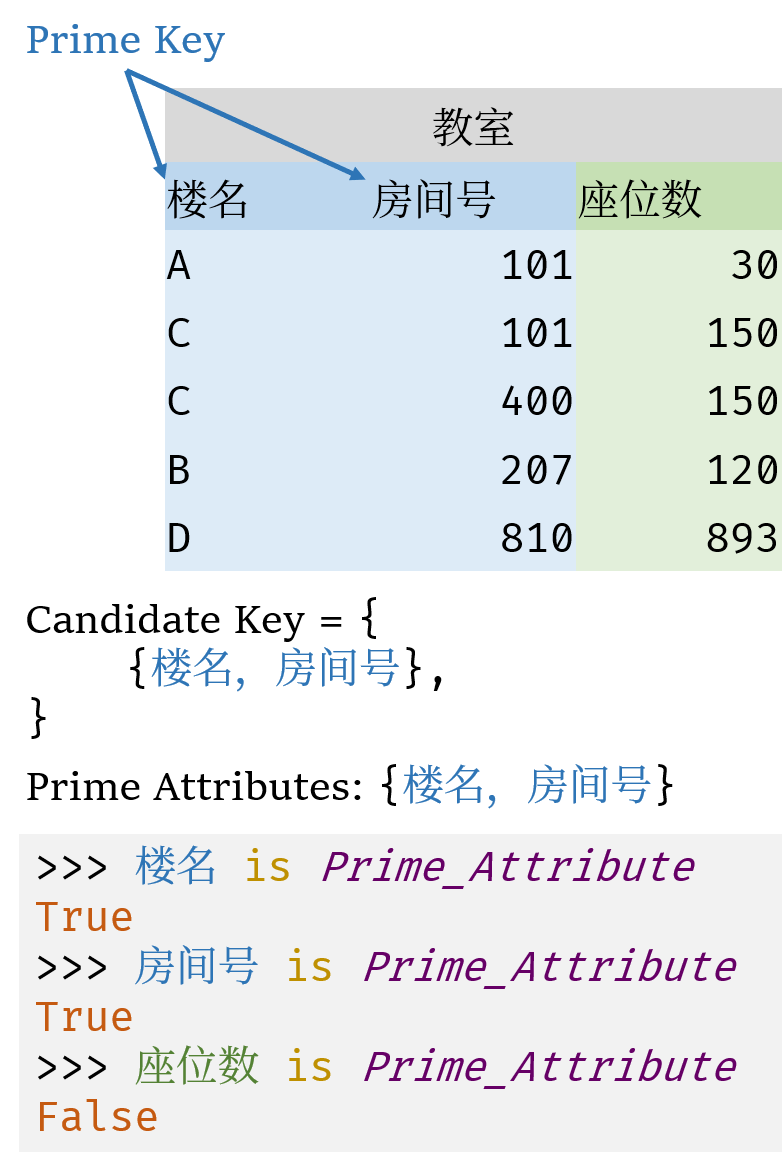 Prime Key
教室
楼名 房间号 座位数
A 101 30
C 101 150
C 400 150
B 207 120
D 810 893
Candidate Key = {
{楼名，房间号},
}
Prime Attributes: {楼名，房间号}
>>> 楼名 is Prime_Attribute
True
>>> 房间号 is Prime_Attribute
True
>>> 座位数 is Prime_Attribute
False